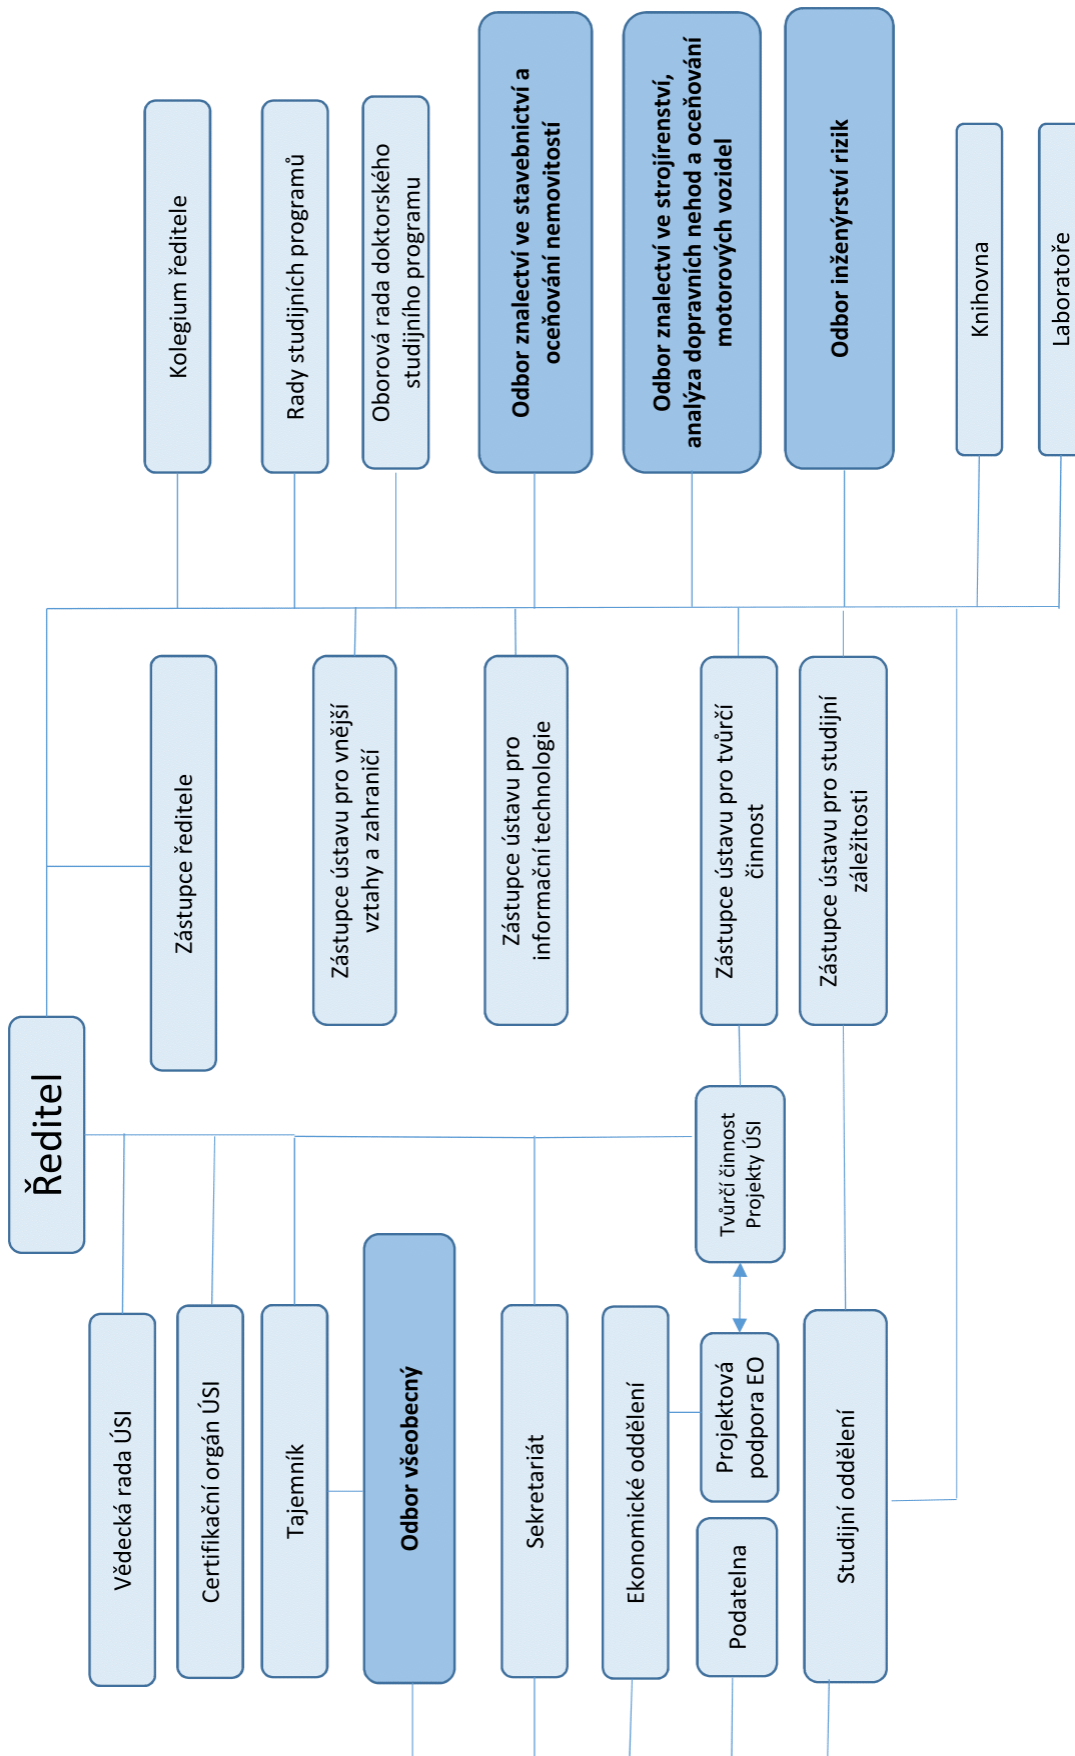 Ředitel
Vědecká rada ÚSI
Certifikační orgán ÚSI
Tajemník
Odbor všeobecný
Sekretariát
Ekonomické oddělení
Projektová
podpora EO
Podatelna
Studijní oddělení
Tvůrčí činnost
Projekty ÚSI
Zástupce ředitele
Zástupce ústavu pro vnější
vztahy a zahraničí
Zástupce ústavu pro
informační technologie
Zástupce ústavu pro tvůrčí
činnost
Zástupce ústavu pro studijní
záležitosti
Kolegium ředitele
Rady studijních programů
Oborová rada doktorského
studijního programu
Odbor znalectví ve stavebnictví a
oceňování nemovitostí
Odbor znalectví ve strojírenství,
analýza dopravních nehod a oceňování
motorových vozidel
Odbor inženýrství rizik
Knihovna
Laboratoře